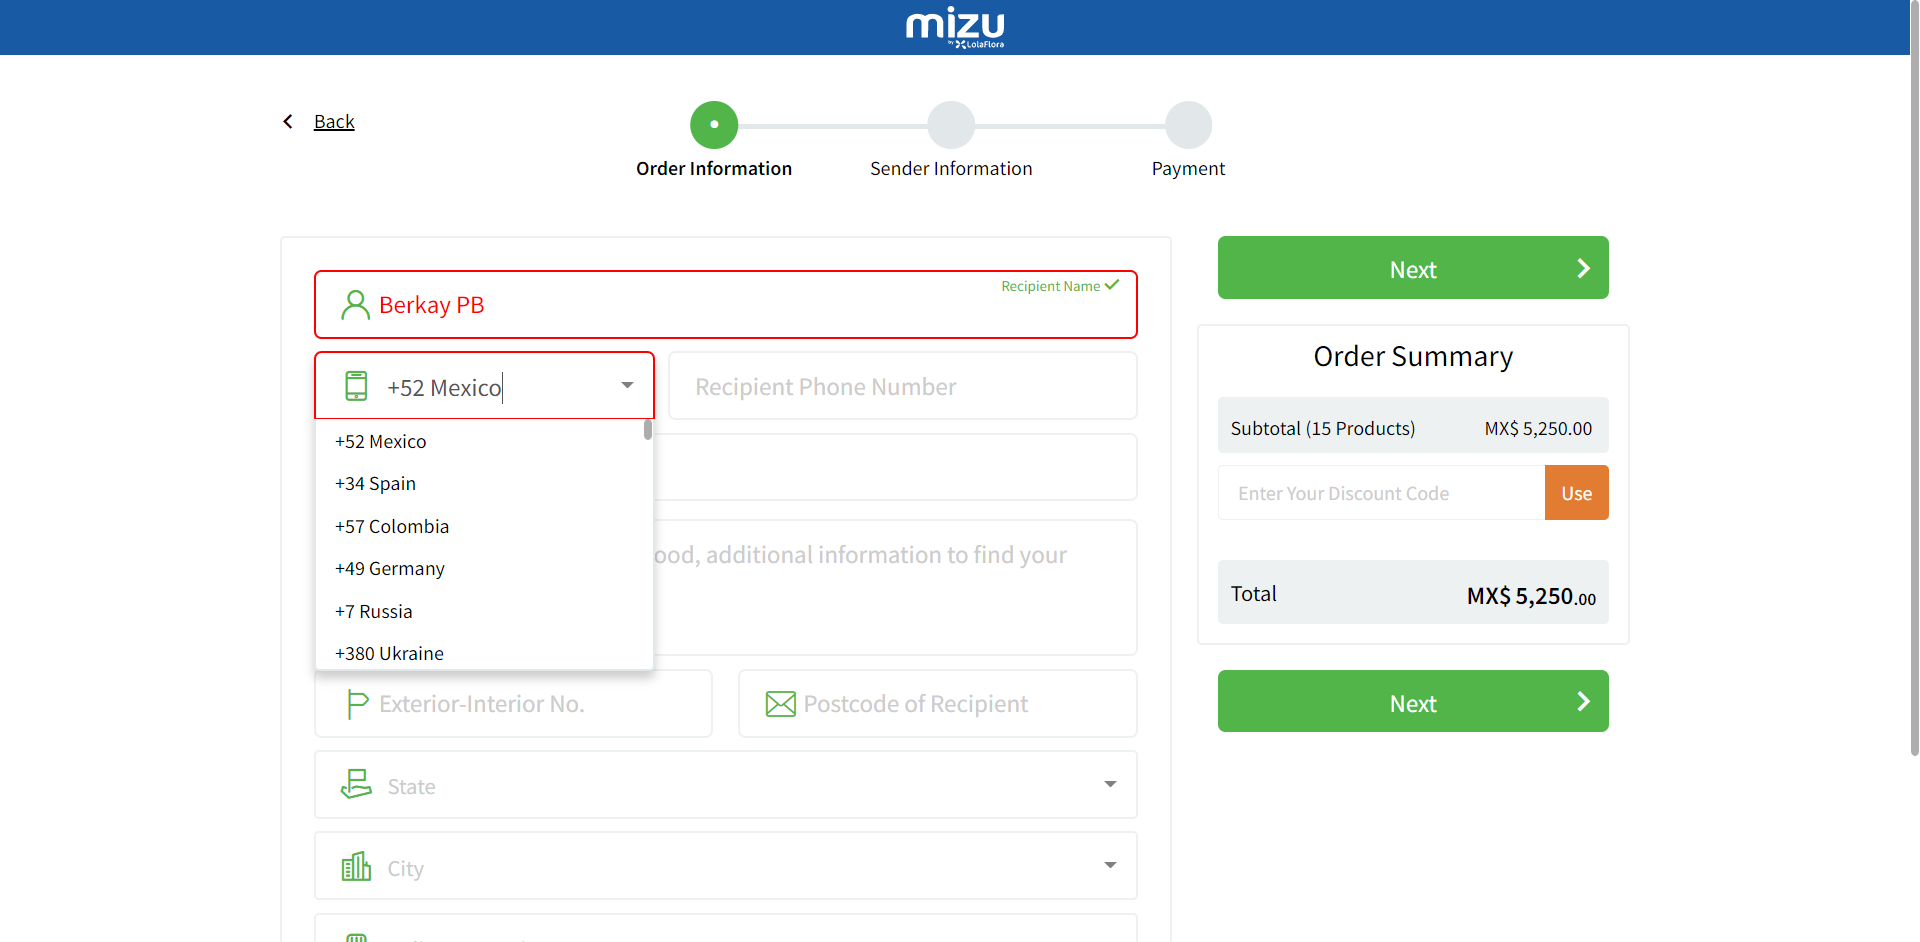 mizu
by LolaFlora
Back
Order Information
Sender Information
Payment
Recipient Name
Berkay PB
+52 Mexico
Recipient Phone Number
+52 Mexico
+34 Spain
+57 Colombia
+49 Germany
+7 Russia
+380 Ukraine
ood, additional information to find your
Exterior-Interior No.
Postcode of Recipient
State
City
Next
Order Summary
Subtotal (15 Products) MX$ 5,250.00
Enter Your Discount Code
Use
Total MX$ 5,250.00
Next